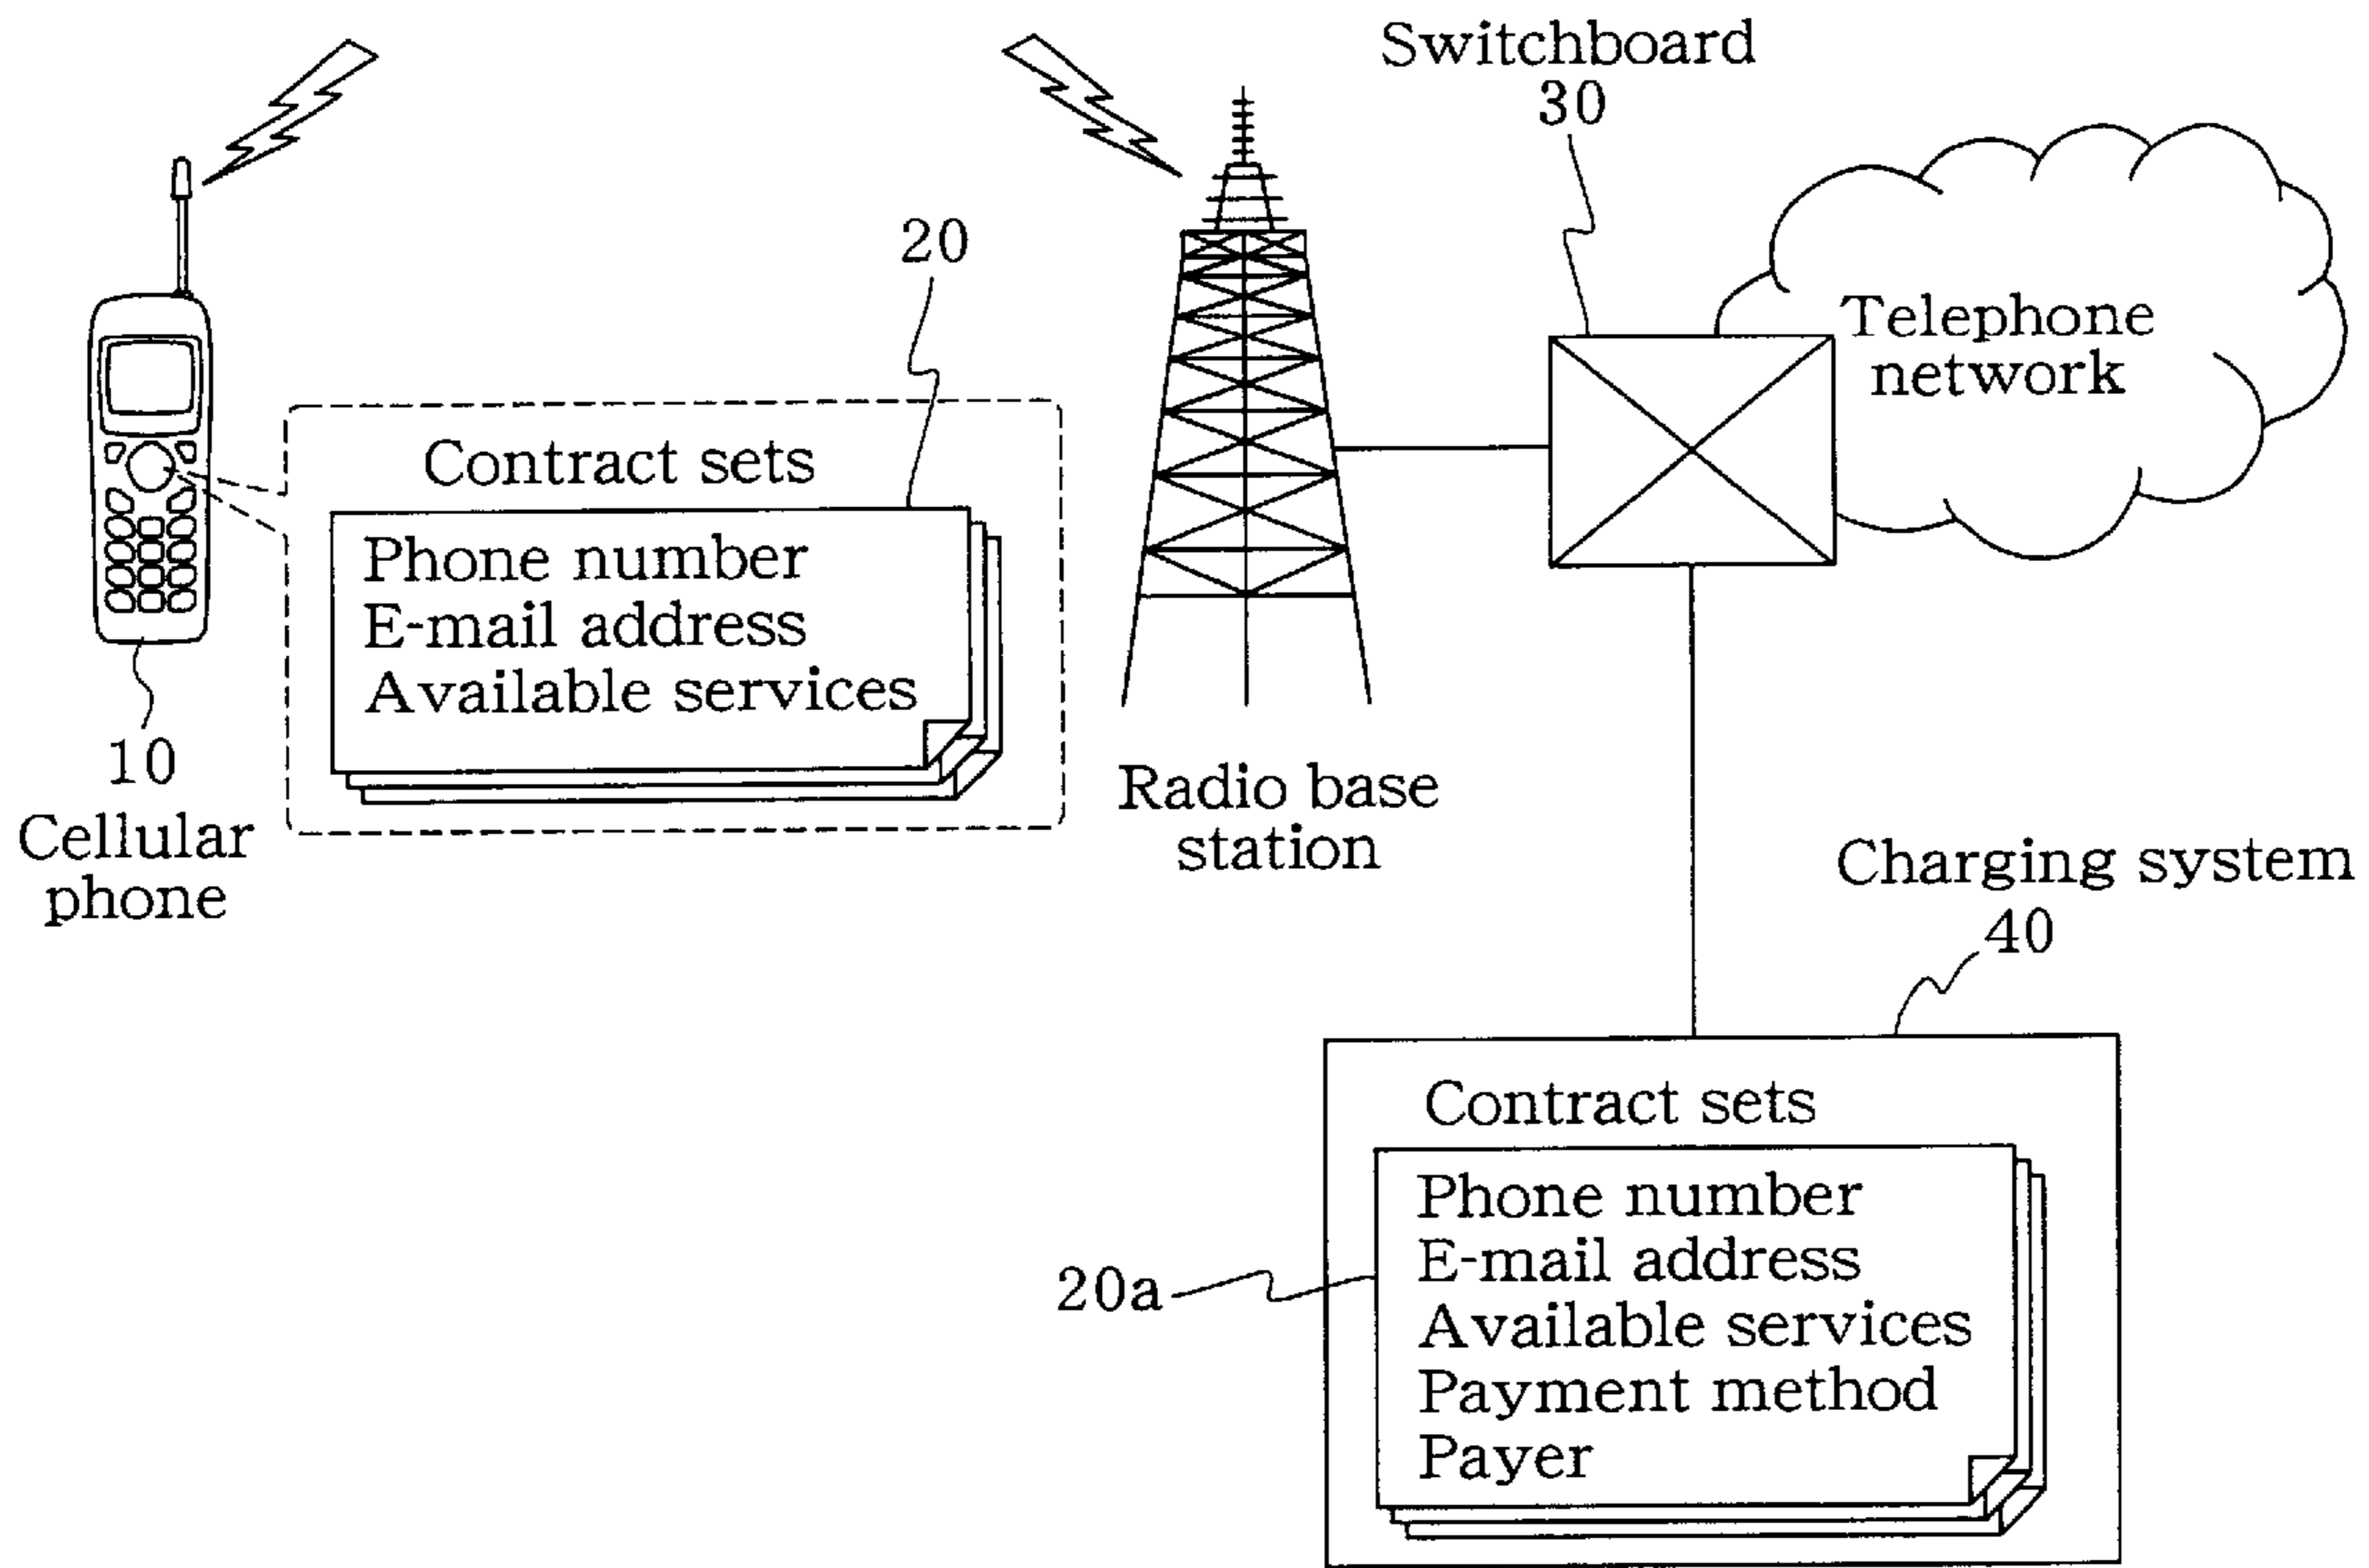 Switchboard
30
20
Telephone
network
Contract sets
Phone number
E-mail address
Available services
10
Cellular
phone
Radio base
station
Charging system
40
Contract sets
20a
Phone number
E-mail address
Available services
Payment method
Payer